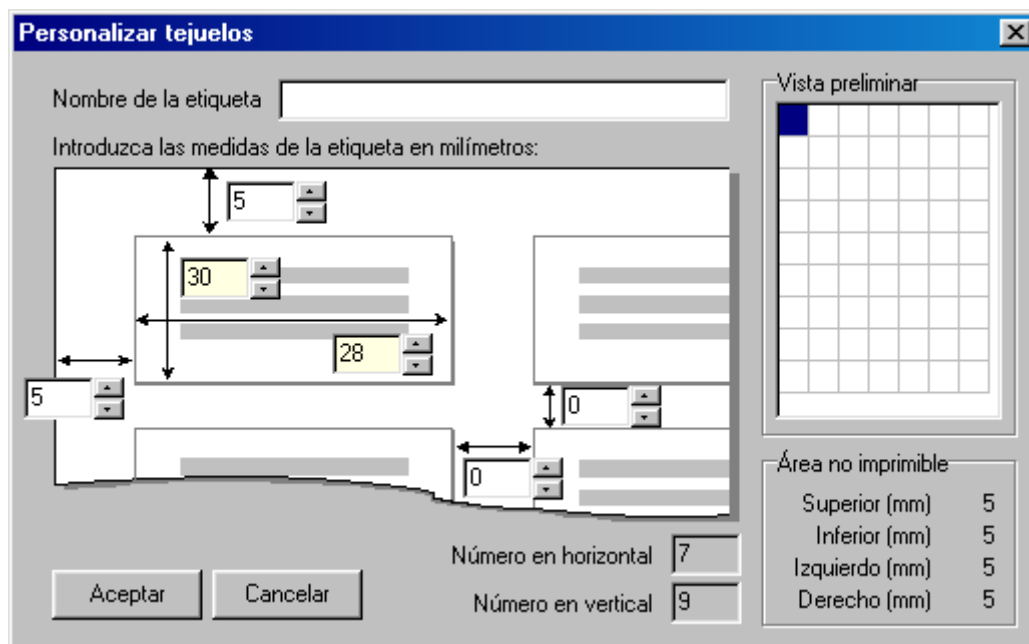 Personalizar tejuelos
Nombre de la etiqueta
Vista preliminar
Introduzca las medidas de la etiqueta en milímetros:
5
30
28
5
0
0
Área no imprimible
Superior (mm) 5
Inferior (mm) 5
Izquierdo (mm) 5
Derecho (mm) 5
Número en horizontal 7
Número en vertical 9
Aceptar
Cancelar